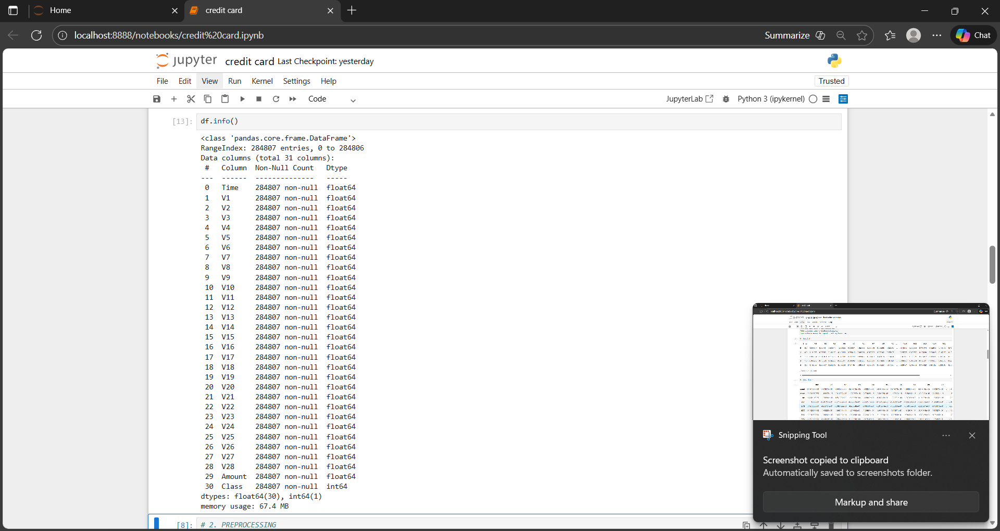 Home
credit card
localhost:8888/notebooks/credit%20card.ipynb
Summarize
Chat
jupyter credit card Last Checkpoint: yesterday
File Edit View Run Kernel Settings Help
Trusted
Code
JupyterLab
Python 3 (ipykernel)
[13]: df.info()
<class 'pandas.core.frame.DataFrame'>
RangeIndex: 284807 entries, 0 to 284806
Data columns (total 31 columns):
#   Column  Non-Null Count   Dtype
---  ------  --------------   -----
0   Time    284807 non-null  float64
1   V1      284807 non-null  float64
2   V2      284807 non-null  float64
3   V3      284807 non-null  float64
4   V4      284807 non-null  float64
5   V5      284807 non-null  float64
6   V6      284807 non-null  float64
7   V7      284807 non-null  float64
8   V8      284807 non-null  float64
9   V9      284807 non-null  float64
10  V10     284807 non-null  float64
11  V11     284807 non-null  float64
12  V12     284807 non-null  float64
13  V13     284807 non-null  float64
14  V14     284807 non-null  float64
15  V15     284807 non-null  float64
16  V16     284807 non-null  float64
17  V17     284807 non-null  float64
18  V18     284807 non-null  float64
19  V19     284807 non-null  float64
20  V20     284807 non-null  float64
21  V21     284807 non-null  float64
22  V22     284807 non-null  float64
23  V23     284807 non-null  float64
24  V24     284807 non-null  float64
25  V25     284807 non-null  float64
26  V26     284807 non-null  float64
27  V27     284807 non-null  float64
28  V28     284807 non-null  float64
29  Amount  284807 non-null  float64
30  Class   284807 non-null  int64
dtypes: float64(30), int64(1)
memory usage: 67.4 MB
[8]: # 2. PREPROCESSING
Snipping Tool
Screenshot copied to clipboard
Automatically saved to screenshots folder.
Markup and share